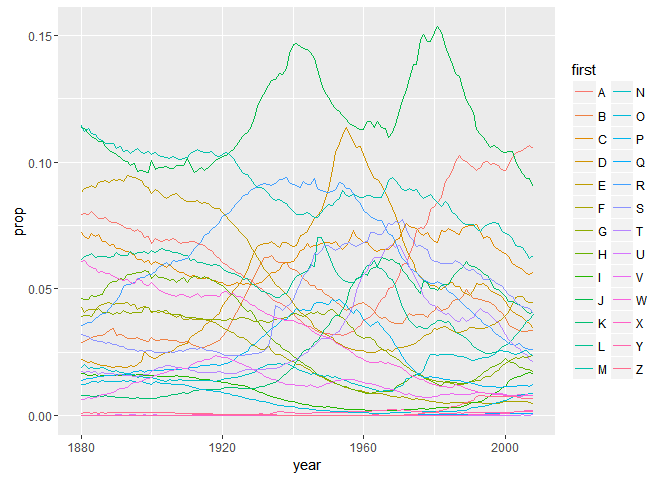 0.15
0.10
0.05
0.00
prop
1880
1920
1960
2000
year
first
A
N
B
O
C
P
D
Q
E
R
F
S
G
T
H
U
I
V
J
W
K
X
L
Y
M
Z